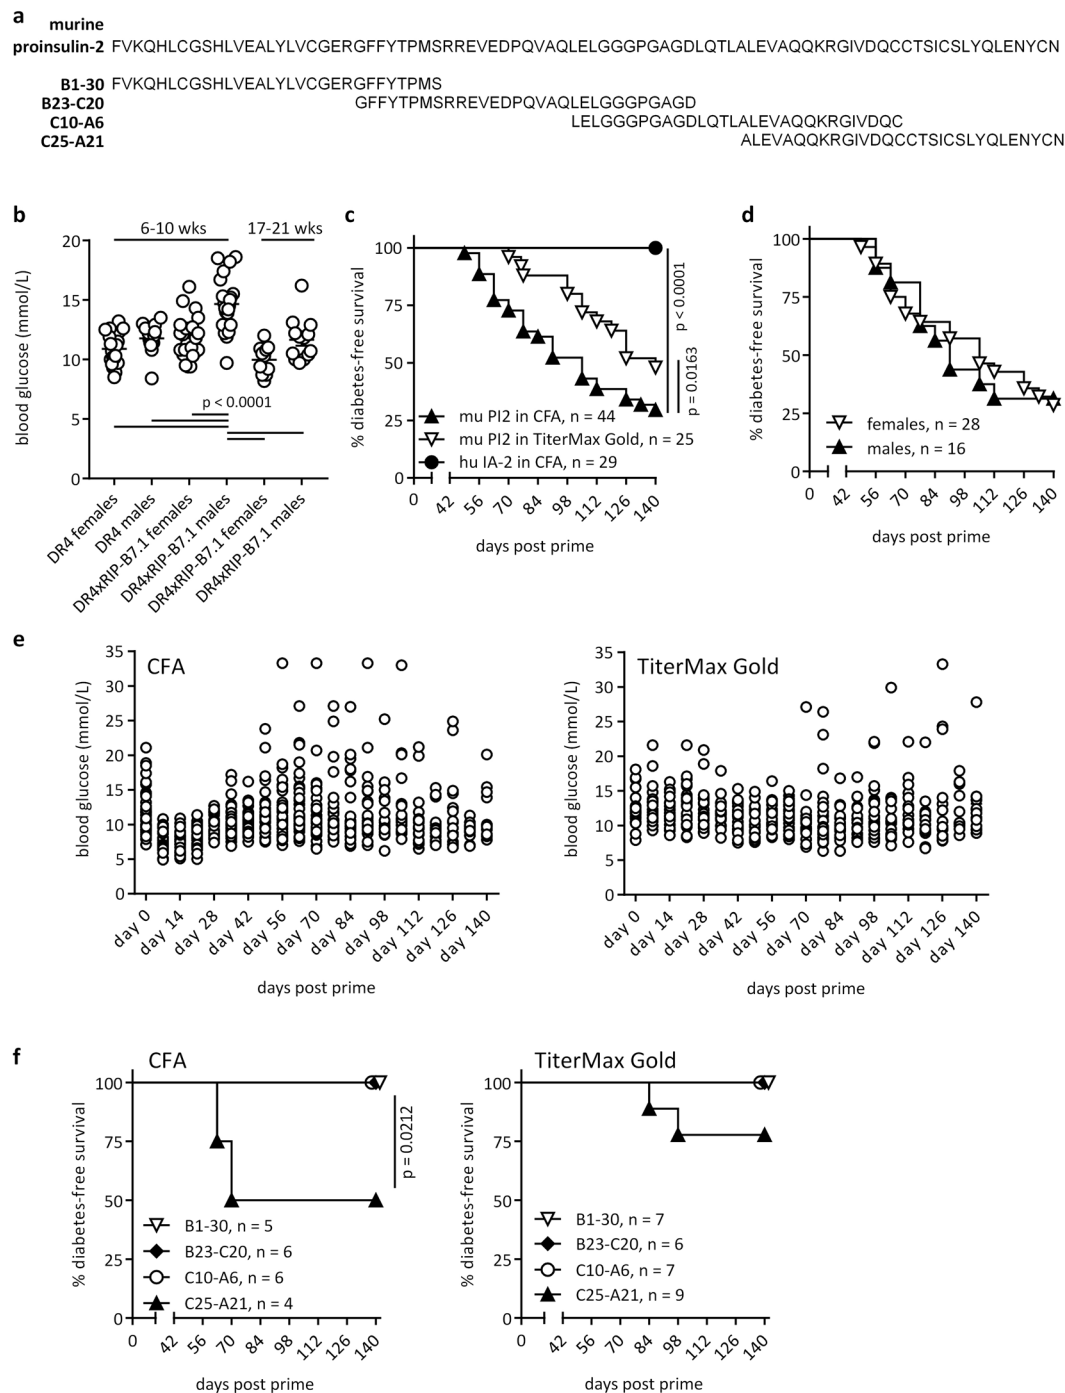 a
murine
proinsulin-2 FVKQHLCGSHLVEALYLVCGERGFFYTPMSRREVEDPQVAQLELGGGPGAGDLQTLALEVAQQKRGIVDQCCTSICSLYQLENYCN
B1-30 FVKQHLCGSHLVEALYLVCGERGFFYTPMS
B23-C20 GFFYTPMSRREVEDPQVAQLELGGGPGAGD
C10-A6 LELGGGPGAGDLQTLALEVAQQKRGIVDQC
C25-A21 ALEVAQQKRGIVDQCCTSICSLYQLENYCN
b
6-10 wks 17-21 wks
blood glucose (mmol/L)
20
15
10
5
0
p < 0.0001
DR4 females
DR4 males
DR4xRIP-B7.1 females
DR4xRIP-B7.1 males
DR4xRIP-B7.1 females
DR4xRIP-B7.1 males
c
% diabetes-free survival
100
75
50
25
0
p < 0.0001
p = 0.0163
mu PI2 in CFA, n = 44
mu PI2 in TiterMax Gold, n = 25
hu IA-2 in CFA, n = 29
0 42 56 70 84 98 112 126 140
days post prime
d
% diabetes-free survival
100
75
50
25
0
females, n = 28
males, n = 16
0 42 56 70 84 98 112 126 140
days post prime
e
CFA
blood glucose (mmol/L)
35
30
25
20
15
10
5
0
day 0 day 14 day 28 day 42 day 56 day 70 day 84 day 98 day 112 day 126 day 140
days post prime
TiterMax Gold
blood glucose (mmol/L)
35
30
25
20
15
10
5
0
day 0 day 14 day 28 day 42 day 56 day 70 day 84 day 98 day 112 day 126 day 140
days post prime
f
CFA
% diabetes-free survival
100
75
50
25
0
p = 0.0212
B1-30, n = 5
B23-C20, n = 6
C10-A6, n = 6
C25-A21, n = 4
0 42 56 70 84 98 112 126 140
days post prime
TiterMax Gold
% diabetes-free survival
100
75
50
25
0
B1-30, n = 7
B23-C20, n = 6
C10-A6, n = 7
C25-A21, n = 9
0 42 56 70 84 98 112 126 140
days post prime